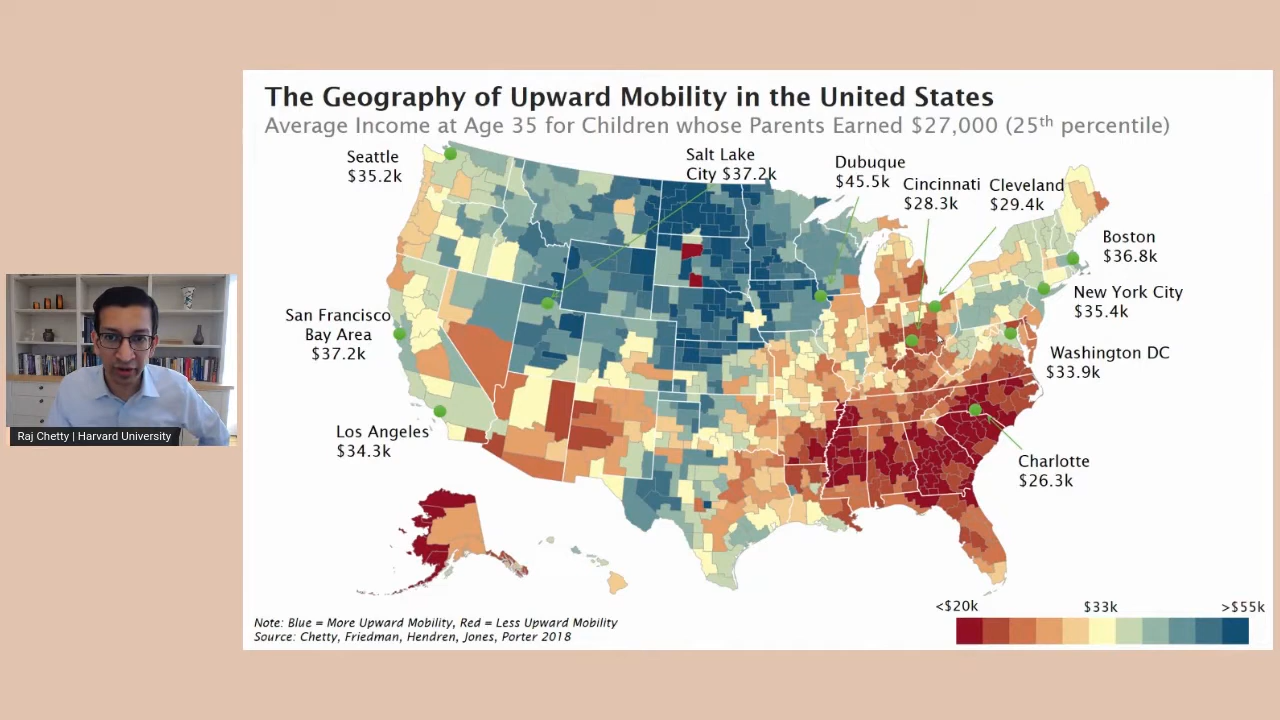 The Geography of Upward Mobility in the United States
Average Income at Age 35 for Children whose Parents Earned $27,000 (25th percentile)
Seattle
$35.2k
Salt Lake
City $37.2k
Dubuque
$45.5k
Cincinnati
$28.3k
Cleveland
$29.4k
Boston
$36.8k
New York City
$35.4k
San Francisco
Bay Area
$37.2k
Washington DC
$33.9k
Los Angeles
$34.3k
Charlotte
$26.3k
Raj Chetty | Harvard University
<$20k
$33k
>$55k
Note: Blue = More Upward Mobility, Red = Less Upward Mobility
Source: Chetty, Friedman, Hendren, Jones, Porter 2018